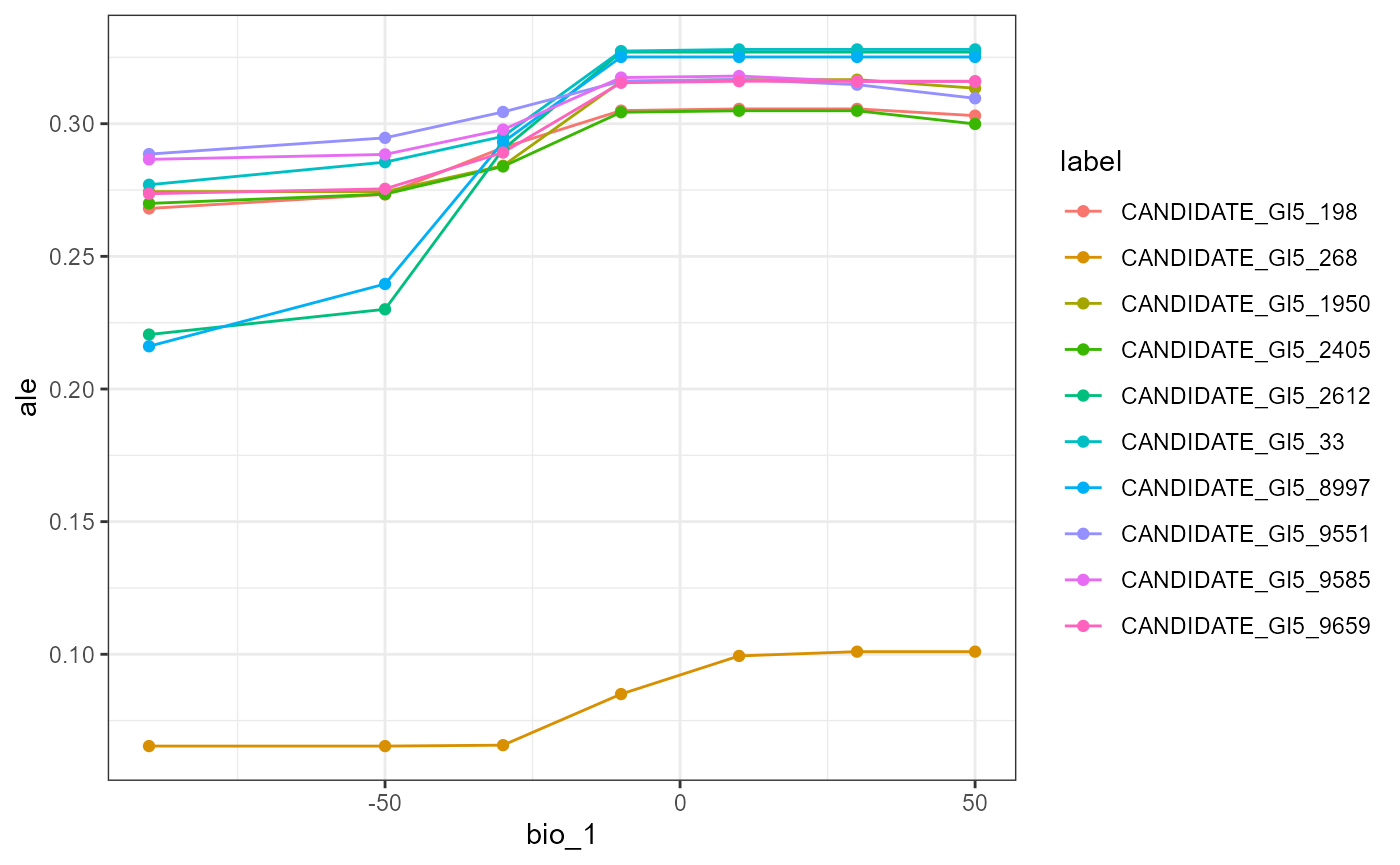 ale
0.30
0.25
0.20
0.15
0.10
-50
0
50
bio_1
label
CANDIDATE_GI5_198
CANDIDATE_GI5_268
CANDIDATE_GI5_1950
CANDIDATE_GI5_2405
CANDIDATE_GI5_2612
CANDIDATE_GI5_33
CANDIDATE_GI5_8997
CANDIDATE_GI5_9551
CANDIDATE_GI5_9585
CANDIDATE_GI5_9659